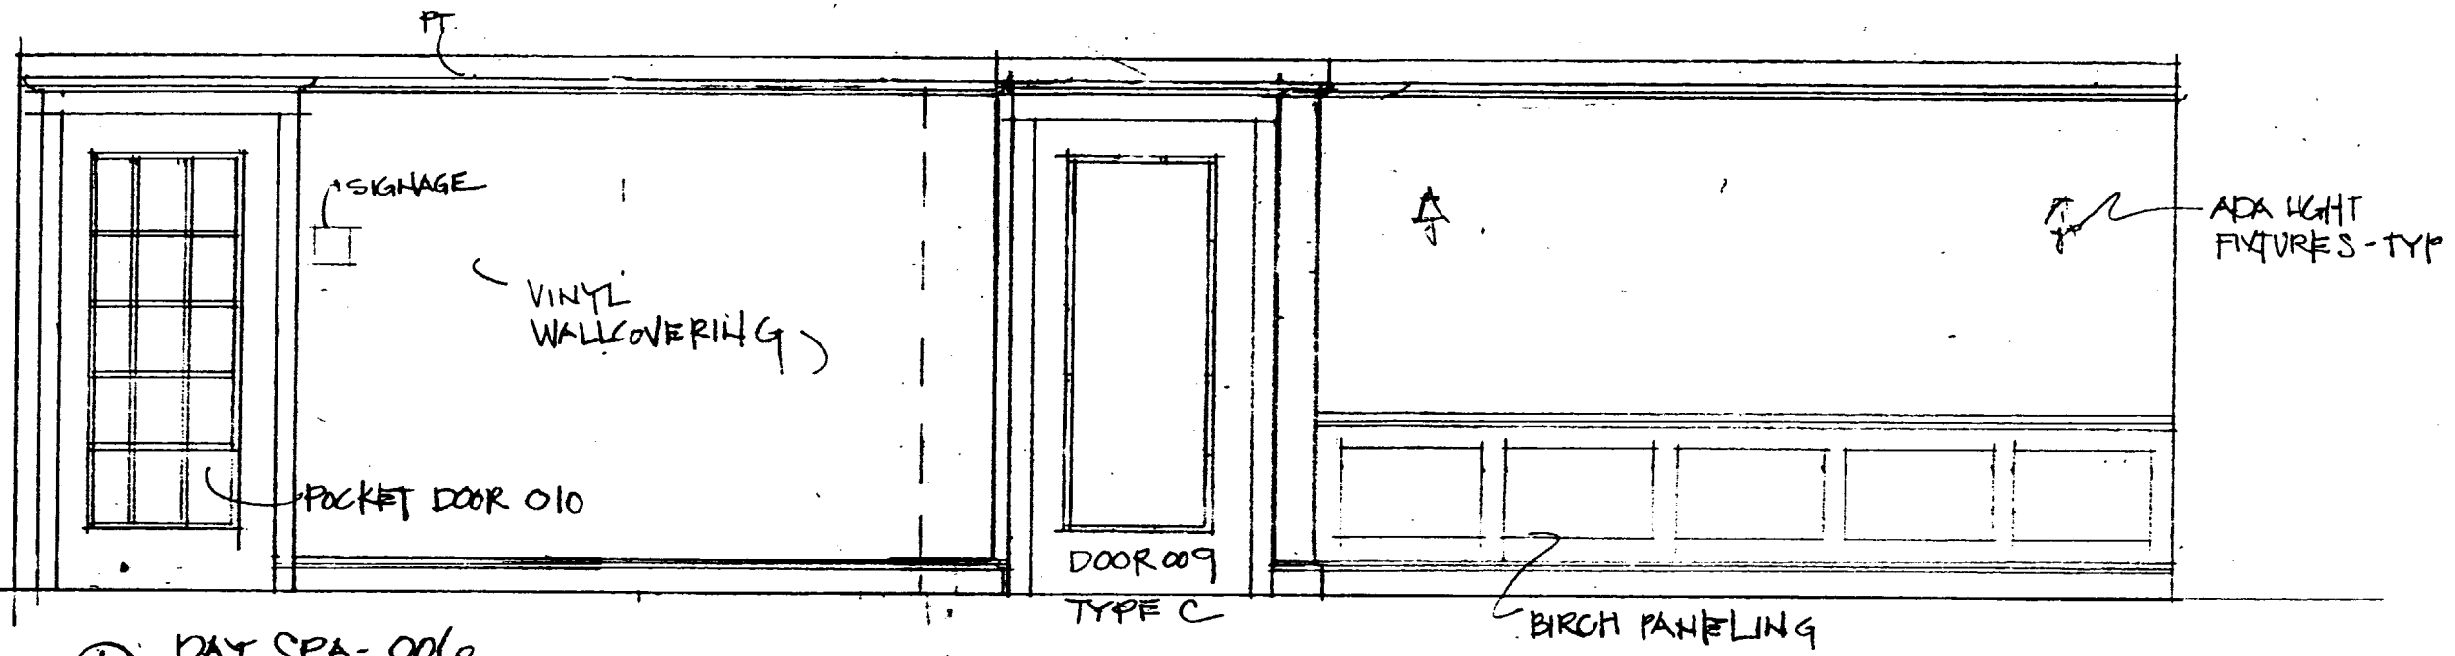 PT.
SIGNAGE
VINYL
WALLCOVERING
POCKET DOOR 010
DOOR 009
TYPE C
ADA LIGHT
FIXTURES - TYP
BIRCH PANELING
DAY SPA -